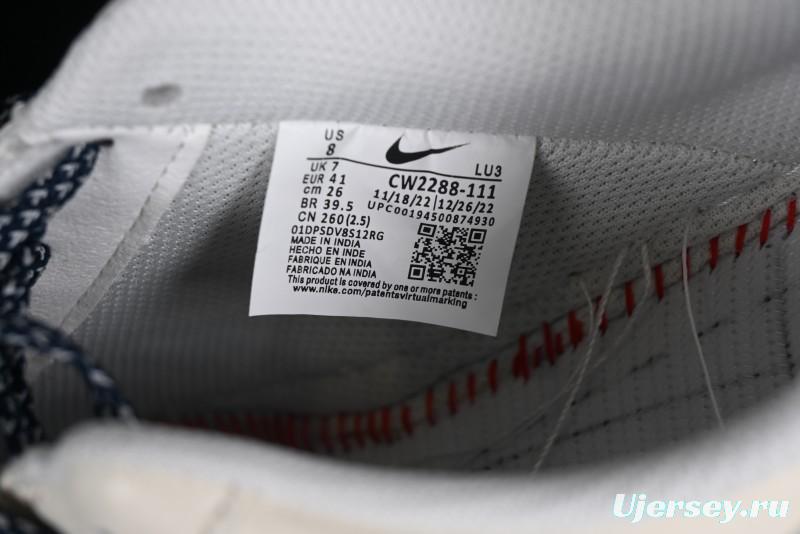 US
8
UK 7
EUR 41
cm 26
BR 39.5
CN 260(2.5)
LU3
CW2288-111
11/18/22 12/26/22
UPC00194500874930
01DPSDV8S12RG
MADE IN INDIA
HECHO EN INDE
FABRIQUE EN INDIA
FABRICADO NA INDIA
This product is covered by one or more patents :
www.nike.com/patentsvirtualmarking
Ujersey.ru